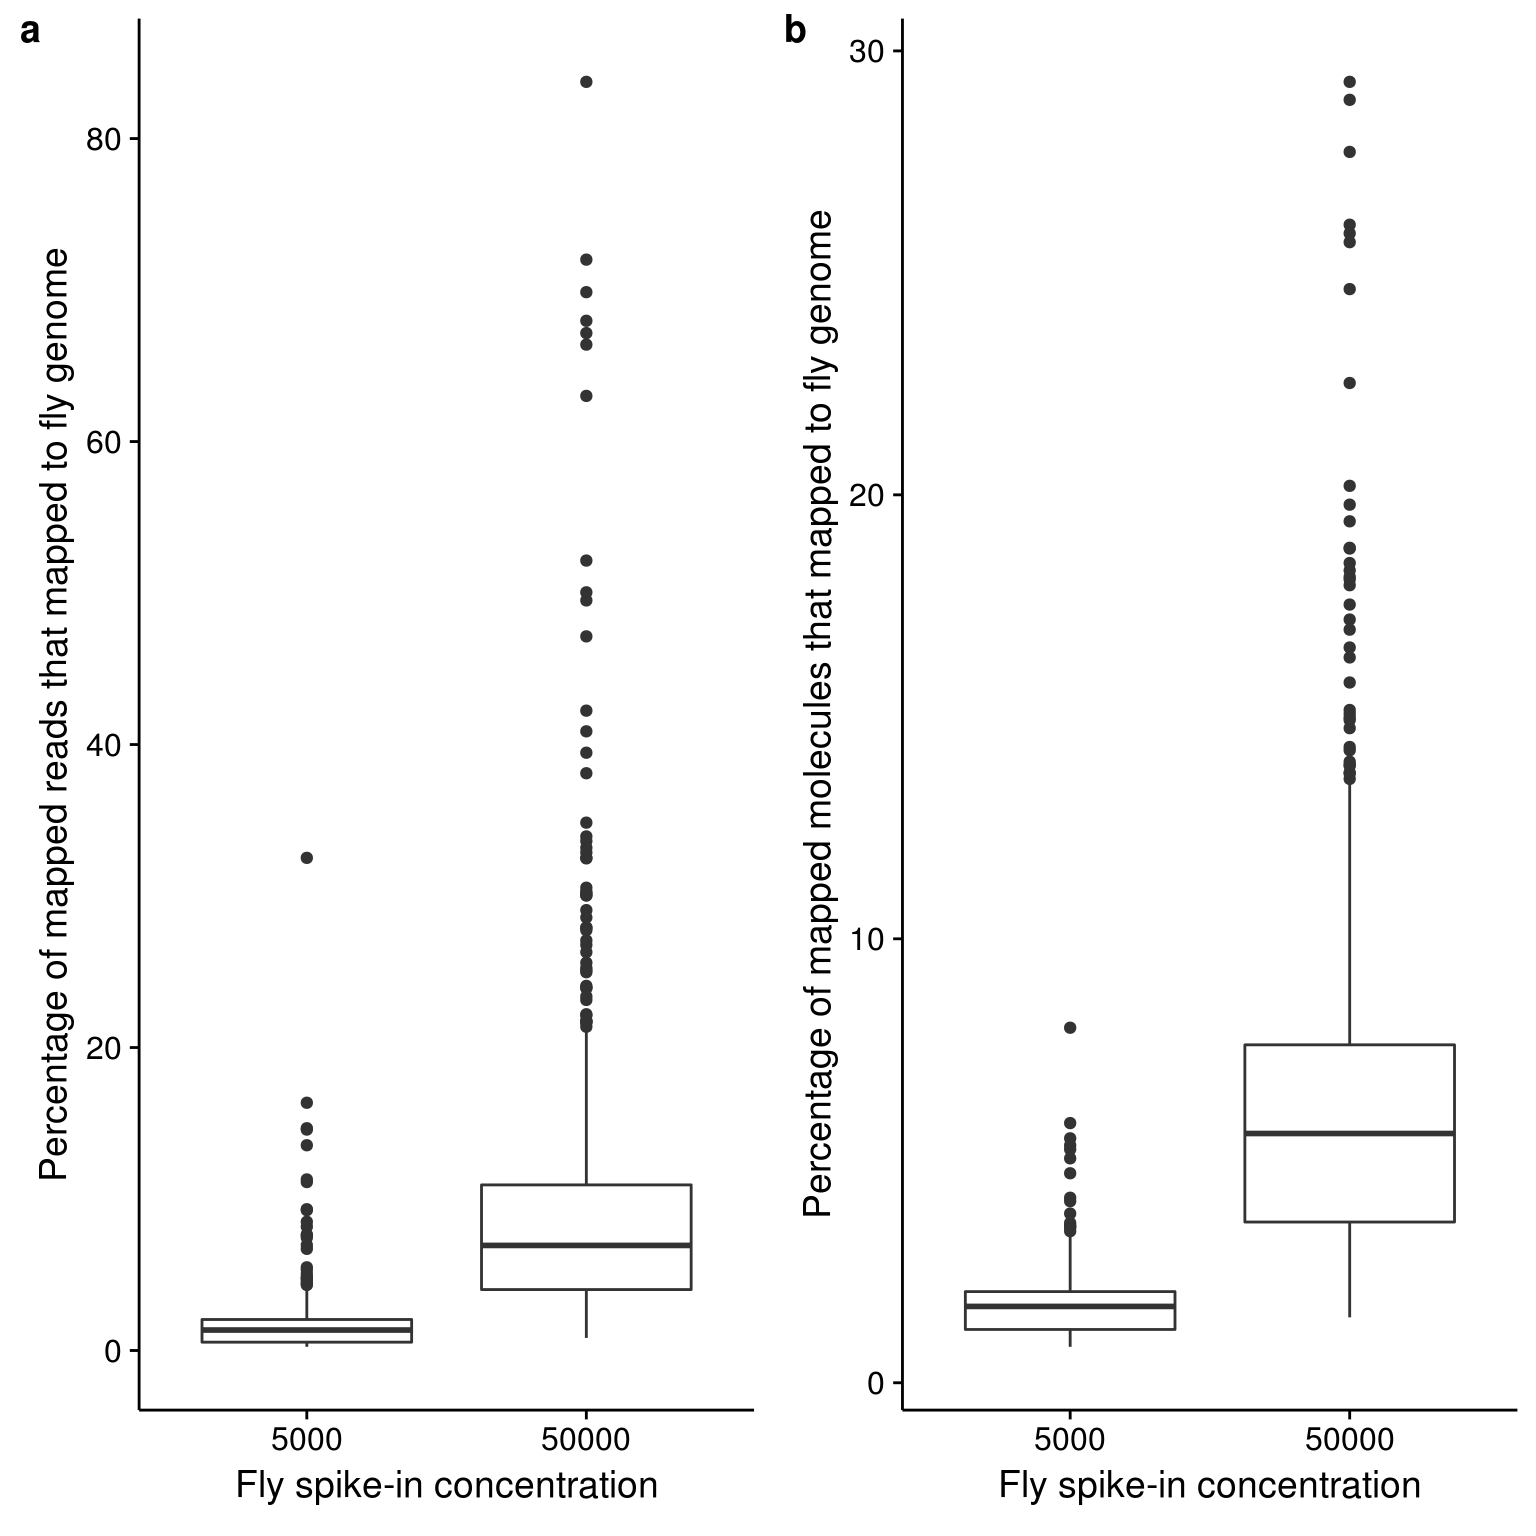 a
80
60
40
20
0
Percentage of mapped reads that mapped to fly genome
5000 50000
Fly spike-in concentration
b
30
20
10
0
Percentage of mapped molecules that mapped to fly genome
5000 50000
Fly spike-in concentration